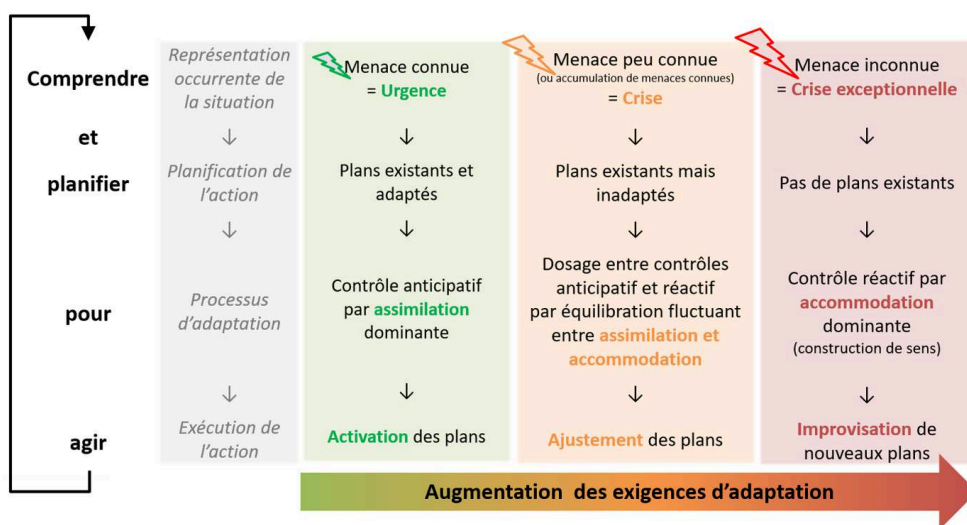 Comprendre
et
planifier
pour
agir
Représentation
occurrente de
la situation
↓
Planification de
l'action
↓
Processus
d'adaptation
↓
Exécution de
l'action
Menace connue
= Urgence
↓
Plans existants et
adaptés
↓
Contrôle anticipatif
par assimilation
dominante
↓
Activation des plans
Menace peu connue
(ou accumulation de menaces connues)
= Crise
↓
Plans existants mais
inadaptés
↓
Dosage entre contrôles
anticipatif et réactif
par équilibration fluctuant
entre assimilation et
accommodation
↓
Ajustement des plans
Menace inconnue
= Crise exceptionnelle
↓
Pas de plans existants
↓
Contrôle réactif par
accommodation
dominante
(construction de sens)
↓
Improvisation de
nouveaux plans
Augmentation des exigences d'adaptation